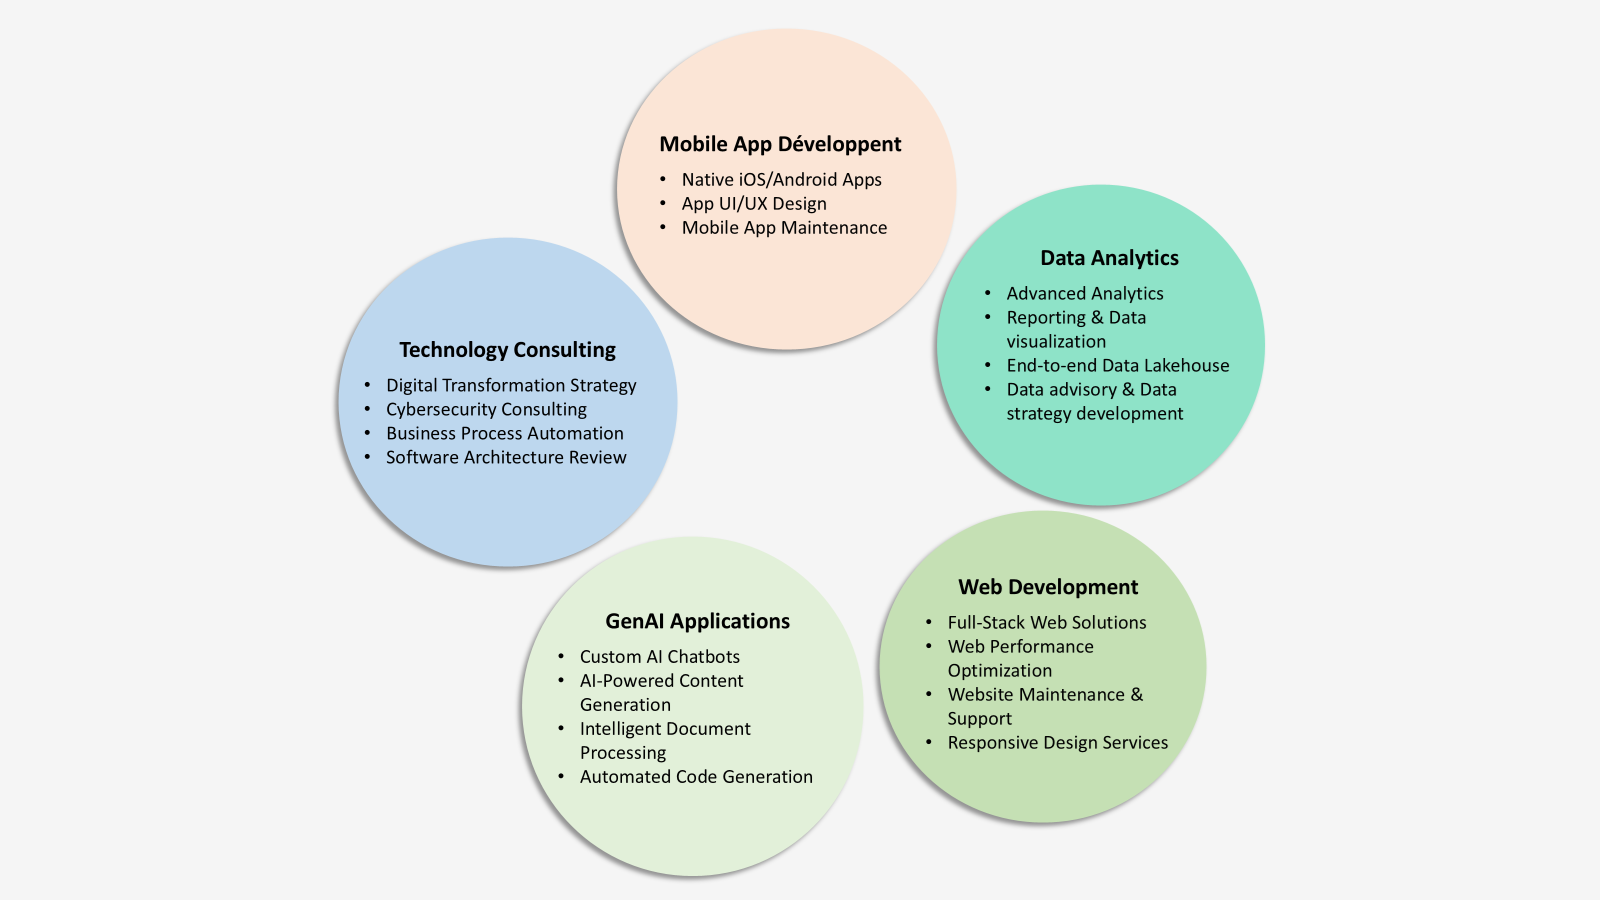 Mobile App Développent
• Native iOS/Android Apps
• App UI/UX Design
• Mobile App Maintenance
Data Analytics
• Advanced Analytics
• Reporting & Data
visualization
• End-to-end Data Lakehouse
• Data advisory & Data
strategy development
Technology Consulting
• Digital Transformation Strategy
• Cybersecurity Consulting
• Business Process Automation
• Software Architecture Review
Web Development
• Full-Stack Web Solutions
• Web Performance
Optimization
• Website Maintenance &
Support
• Responsive Design Services
GenAI Applications
• Custom AI Chatbots
• AI-Powered Content
Generation
• Intelligent Document
Processing
• Automated Code Generation